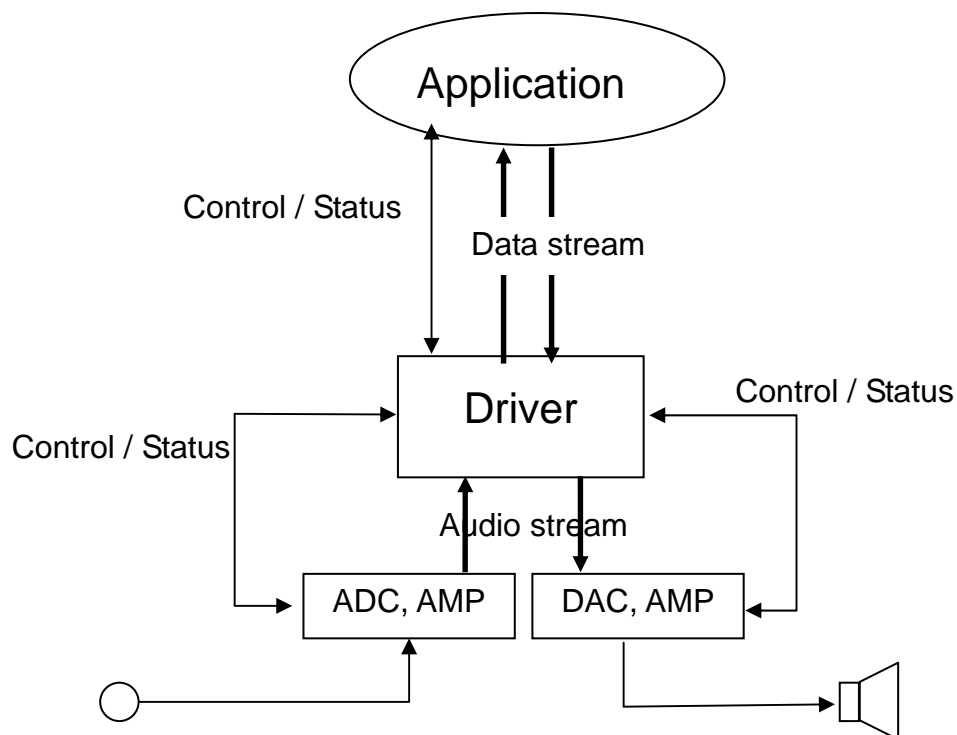 Application
Control / Status
Data stream
Driver
Control / Status
Control / Status
Audio stream
ADC, AMP
DAC, AMP